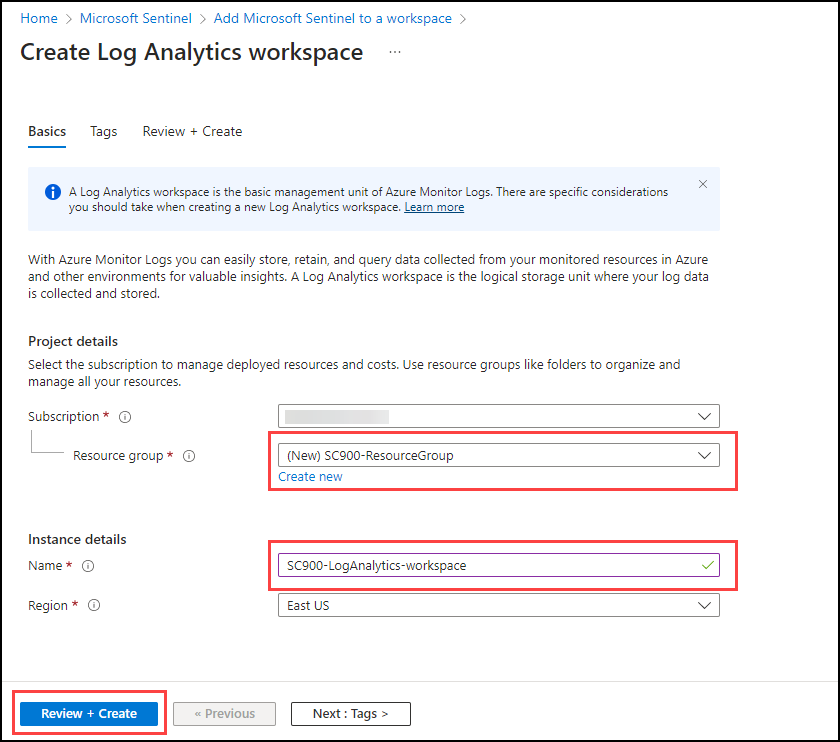 Home > Microsoft Sentinel > Add Microsoft Sentinel to a workspace >
Create Log Analytics workspace ...
Basics Tags Review + Create
A Log Analytics workspace is the basic management unit of Azure Monitor Logs. There are specific considerations
you should take when creating a new Log Analytics workspace. Learn more
With Azure Monitor Logs you can easily store, retain, and query data collected from your monitored resources in Azure
and other environments for valuable insights. A Log Analytics workspace is the logical storage unit where your log data
is collected and stored.
Project details
Select the subscription to manage deployed resources and costs. Use resource groups like folders to organize and
manage all your resources.
Subscription *
Resource group * (New) SC900-ResourceGroup
Create new
Instance details
Name * SC900-LogAnalytics-workspace
Region * East US
Review + Create « Previous Next : Tags >